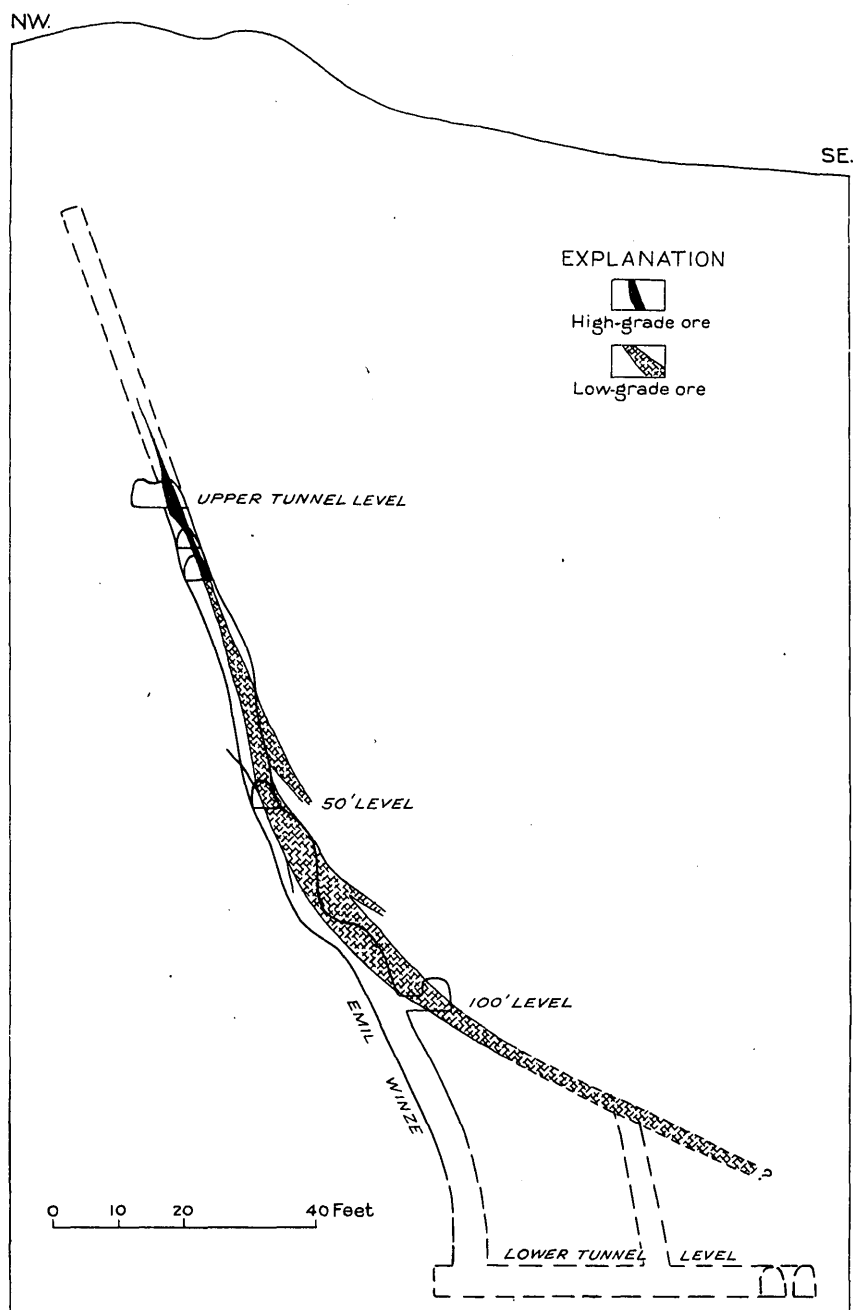 NW.
SE.
EXPLANATION
High-grade ore
Low-grade ore
UPPER TUNNEL LEVEL
50' LEVEL
100' LEVEL
EMIL
WINZE
0 10 20 40 Feet
LOWER TUNNEL LEVEL
?